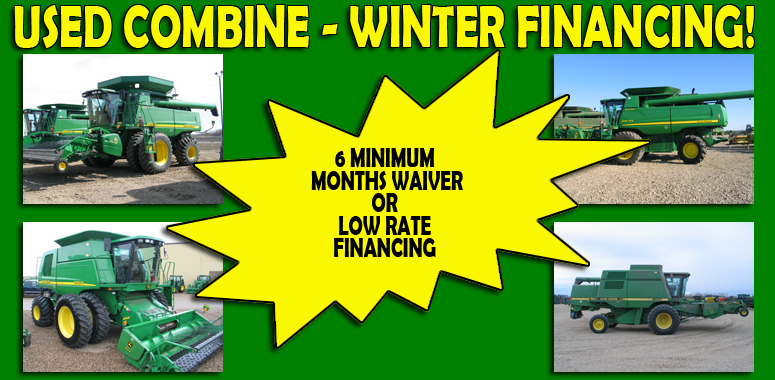 USED COMBINE - WINTER FINANCING!
6 MINIMUM
MONTHS WAIVER
OR
LOW RATE
FINANCING